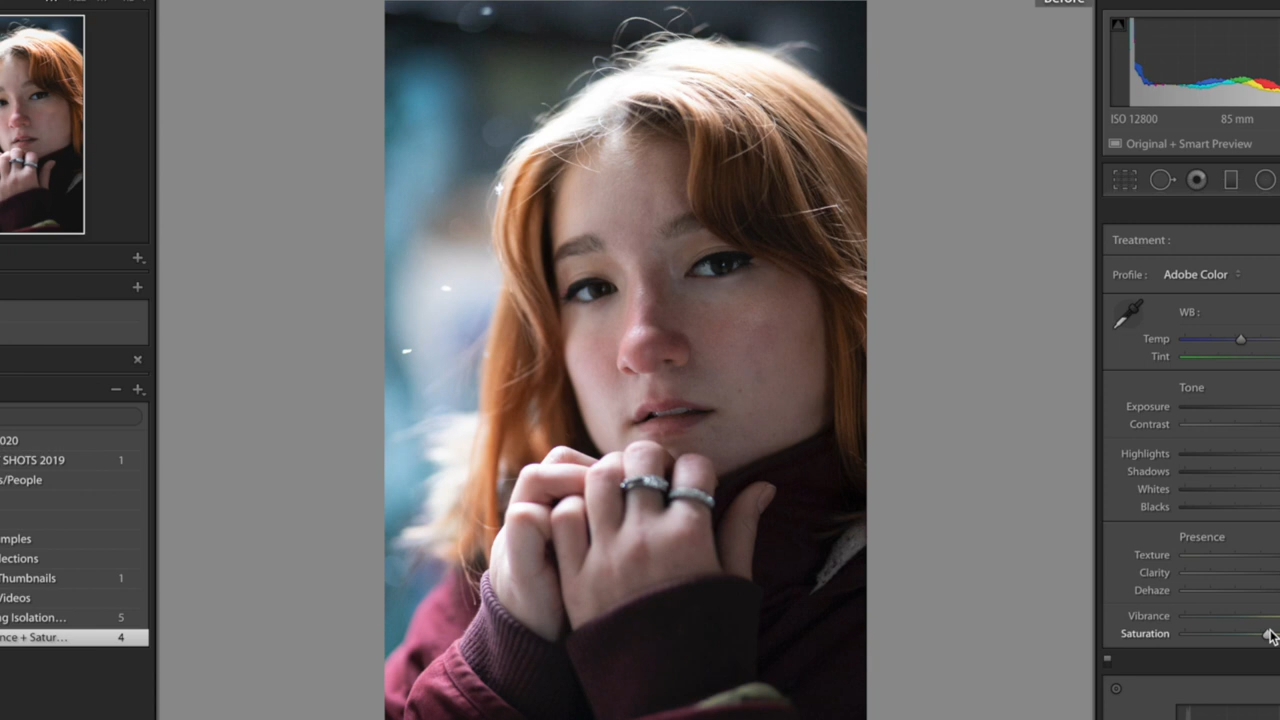 Before
ISO 12800 85 mm
Original + Smart Preview
Treatment :
Profile : Adobe Color
WB :
Temp
Tint
Tone
Exposure
Contrast
Highlights
Shadows
Whites
Blacks
Presence
Texture
Clarity
Dehaze
Vibrance
Saturation
020
SHOTS 2019 1
s/People
mples
lections
Thumbnails 1
Videos
ng Isolation... 5
nce + Satur... 4